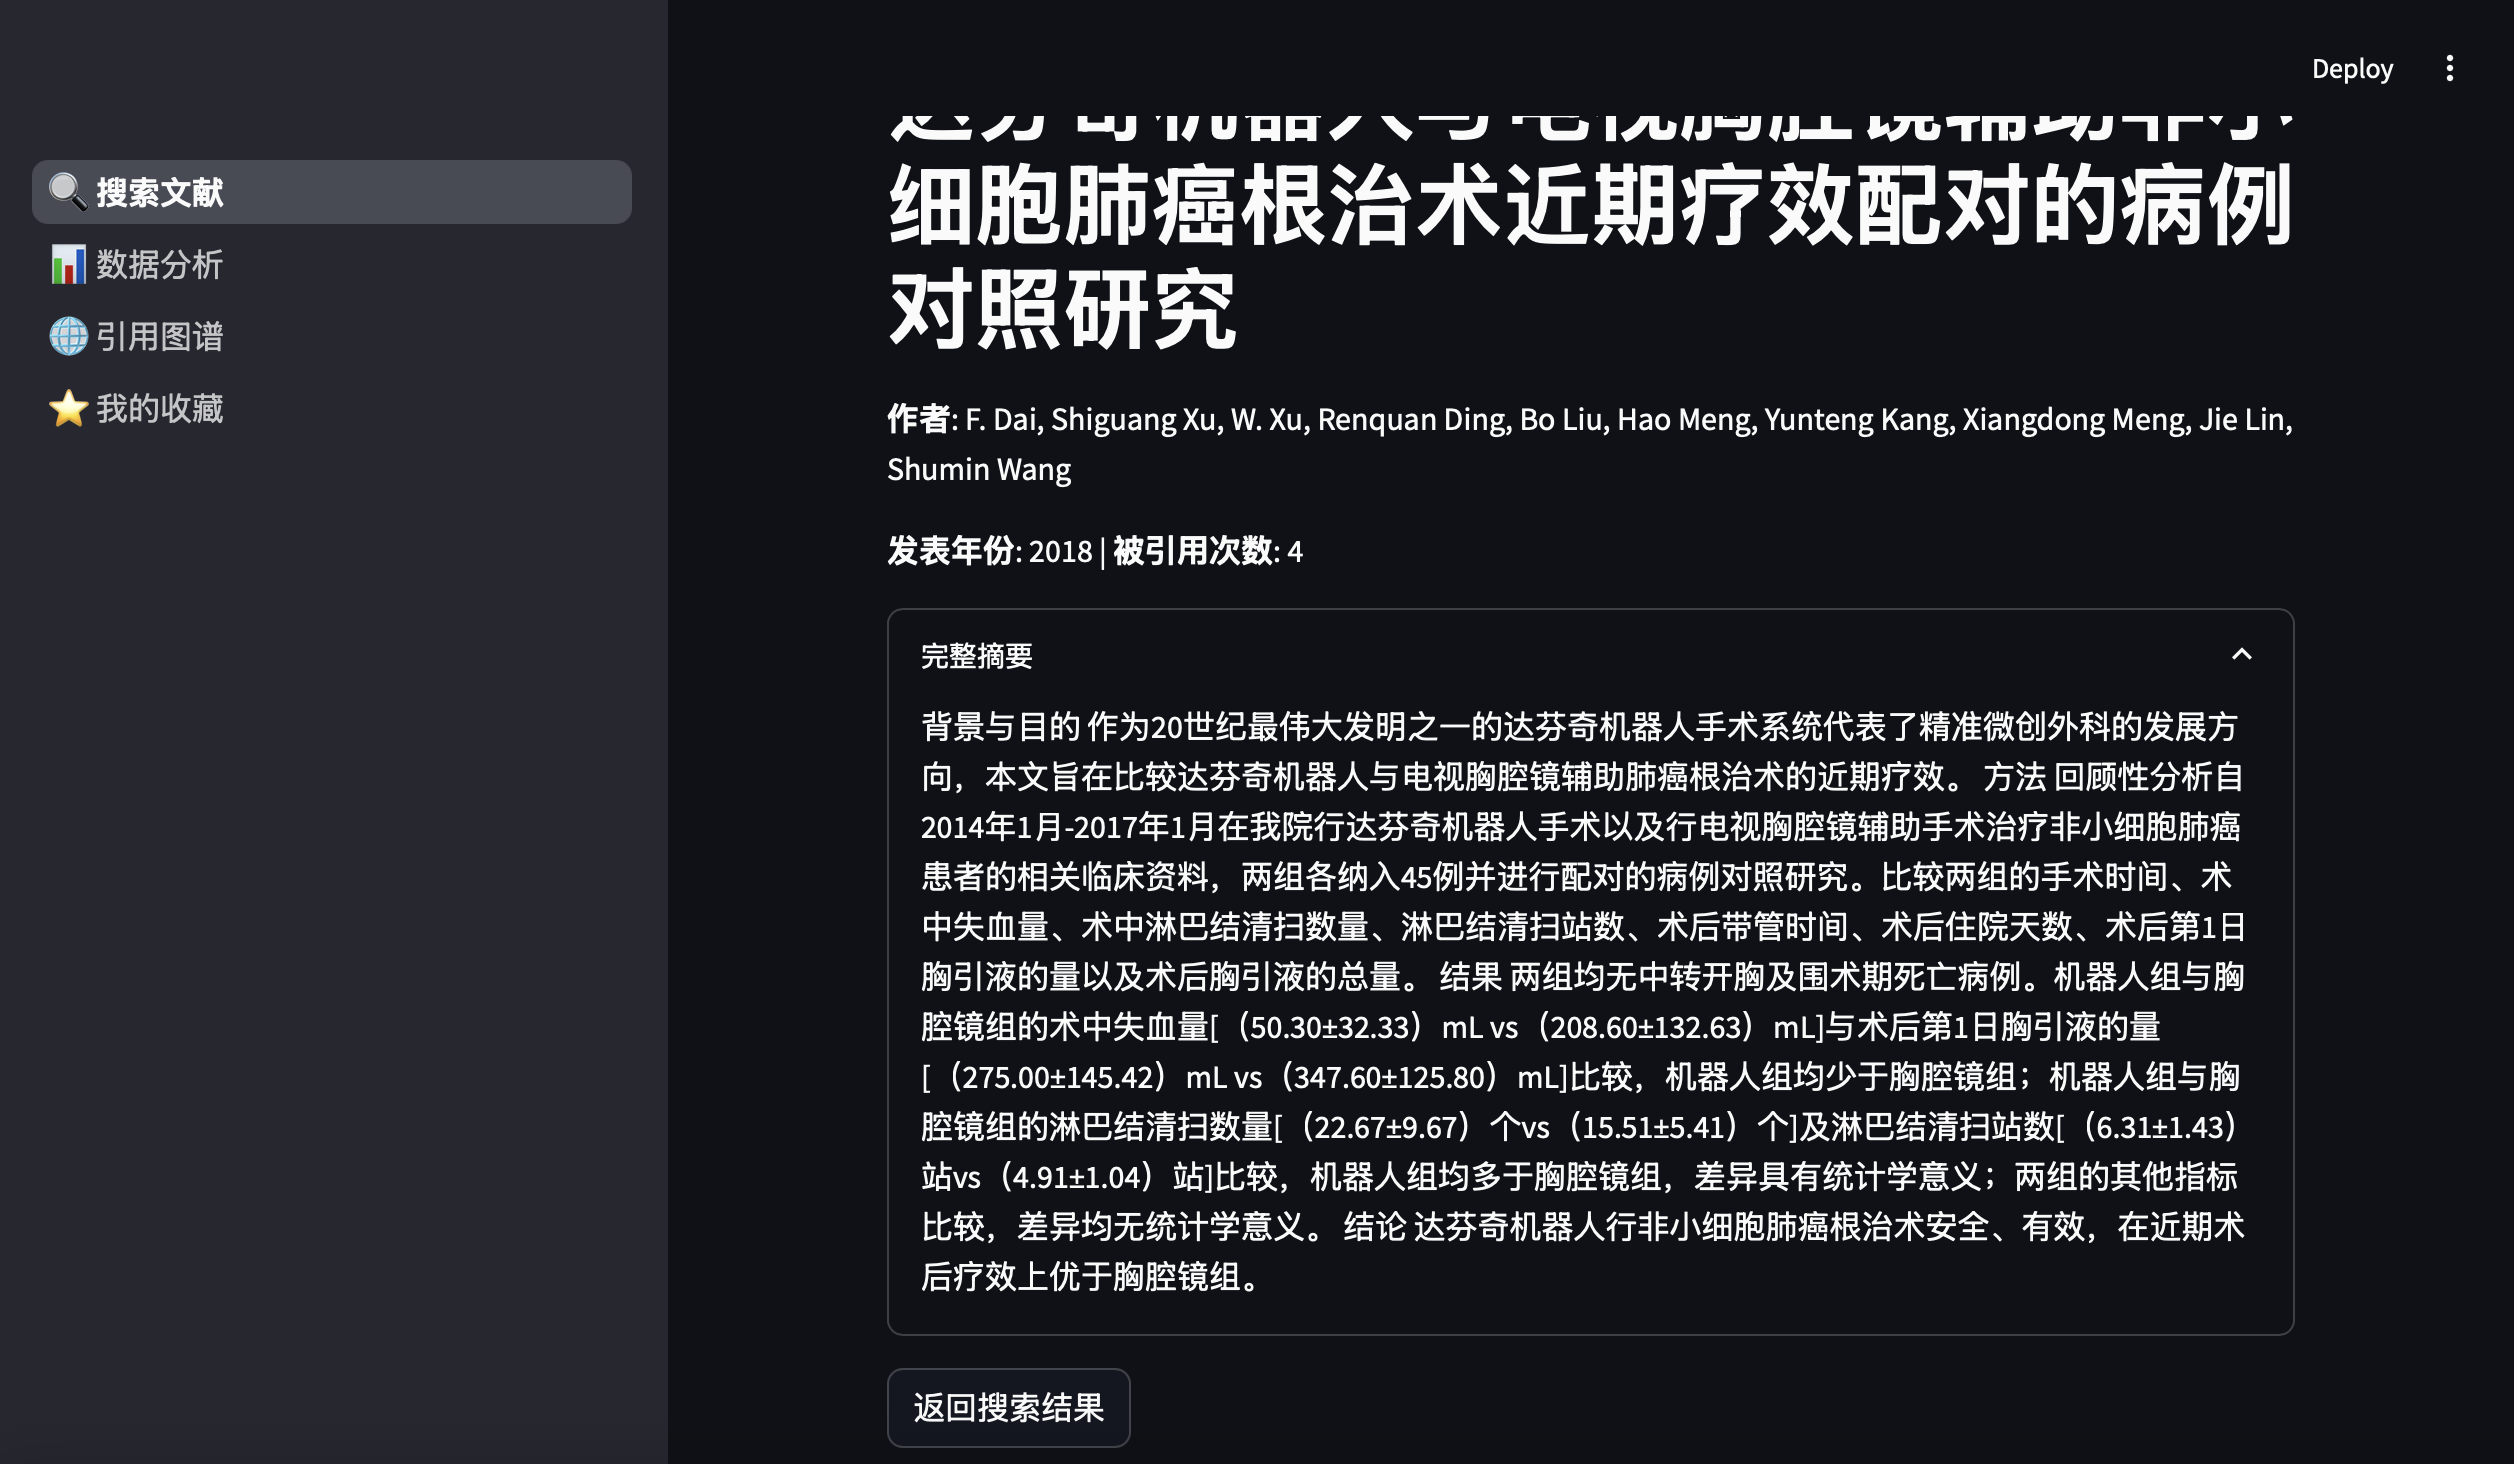 Deploy
搜索文献
数据分析
引用图谱
我的收藏
达芬奇机器人与电视胸腔镜辅助非小
细胞肺癌根治术近期疗效配对的病例
对照研究
作者: F. Dai, Shiguang Xu, W. Xu, Renquan Ding, Bo Liu, Hao Meng, Yunteng Kang, Xiangdong Meng, Jie Lin,
Shumin Wang
发表年份: 2018 | 被引用次数: 4
完整摘要
背景与目的 作为20世纪最伟大发明之一的达芬奇机器人手术系统代表了精准微创外科的发展方
向，本文旨在比较达芬奇机器人与电视胸腔镜辅助肺癌根治术的近期疗效。 方法 回顾性分析自
2014年1月-2017年1月在我院行达芬奇机器人手术以及行电视胸腔镜辅助手术治疗非小细胞肺癌
患者的相关临床资料，两组各纳入45例并进行配对的病例对照研究。比较两组的手术时间、术
中失血量、术中淋巴结清扫数量、淋巴结清扫站数、术后带管时间、术后住院天数、术后第1日
胸引液的量以及术后胸引液的总量。 结果 两组均无中转开胸及围术期死亡病例。机器人组与胸
腔镜组的术中失血量[（50.30±32.33）mL vs（208.60±132.63）mL]与术后第1日胸引液的量
[（275.00±145.42）mL vs（347.60±125.80）mL]比较，机器人组均少于胸腔镜组；机器人组与胸
腔镜组的淋巴结清扫数量[（22.67±9.67）个vs（15.51±5.41）个]及淋巴结清扫站数[（6.31±1.43）
站vs（4.91±1.04）站]比较，机器人组均多于胸腔镜组，差异具有统计学意义；两组的其他指标
比较，差异均无统计学意义。 结论 达芬奇机器人行非小细胞肺癌根治术安全、有效，在近期术
后疗效上优于胸腔镜组。
返回搜索结果